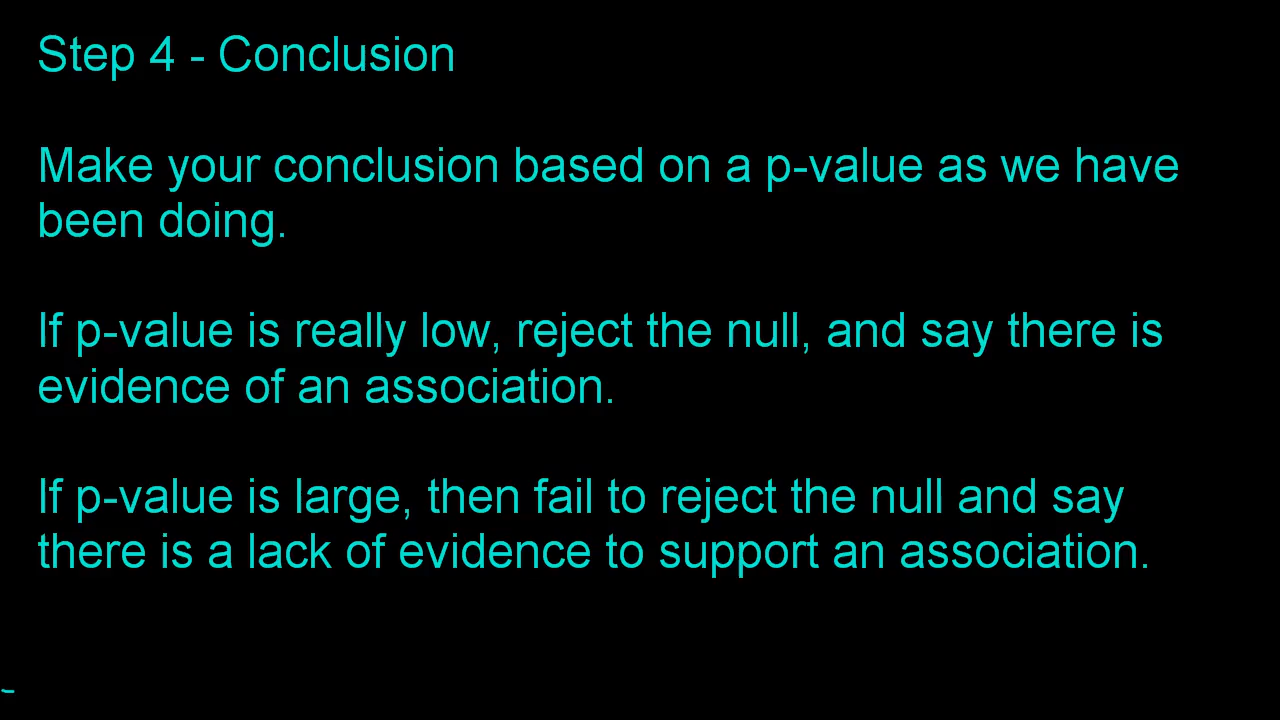 Step 4 - Conclusion
Make your conclusion based on a p-value as we have
been doing.
If p-value is really low, reject the null, and say there is
evidence of an association.
If p-value is large, then fail to reject the null and say
there is a lack of evidence to support an association.